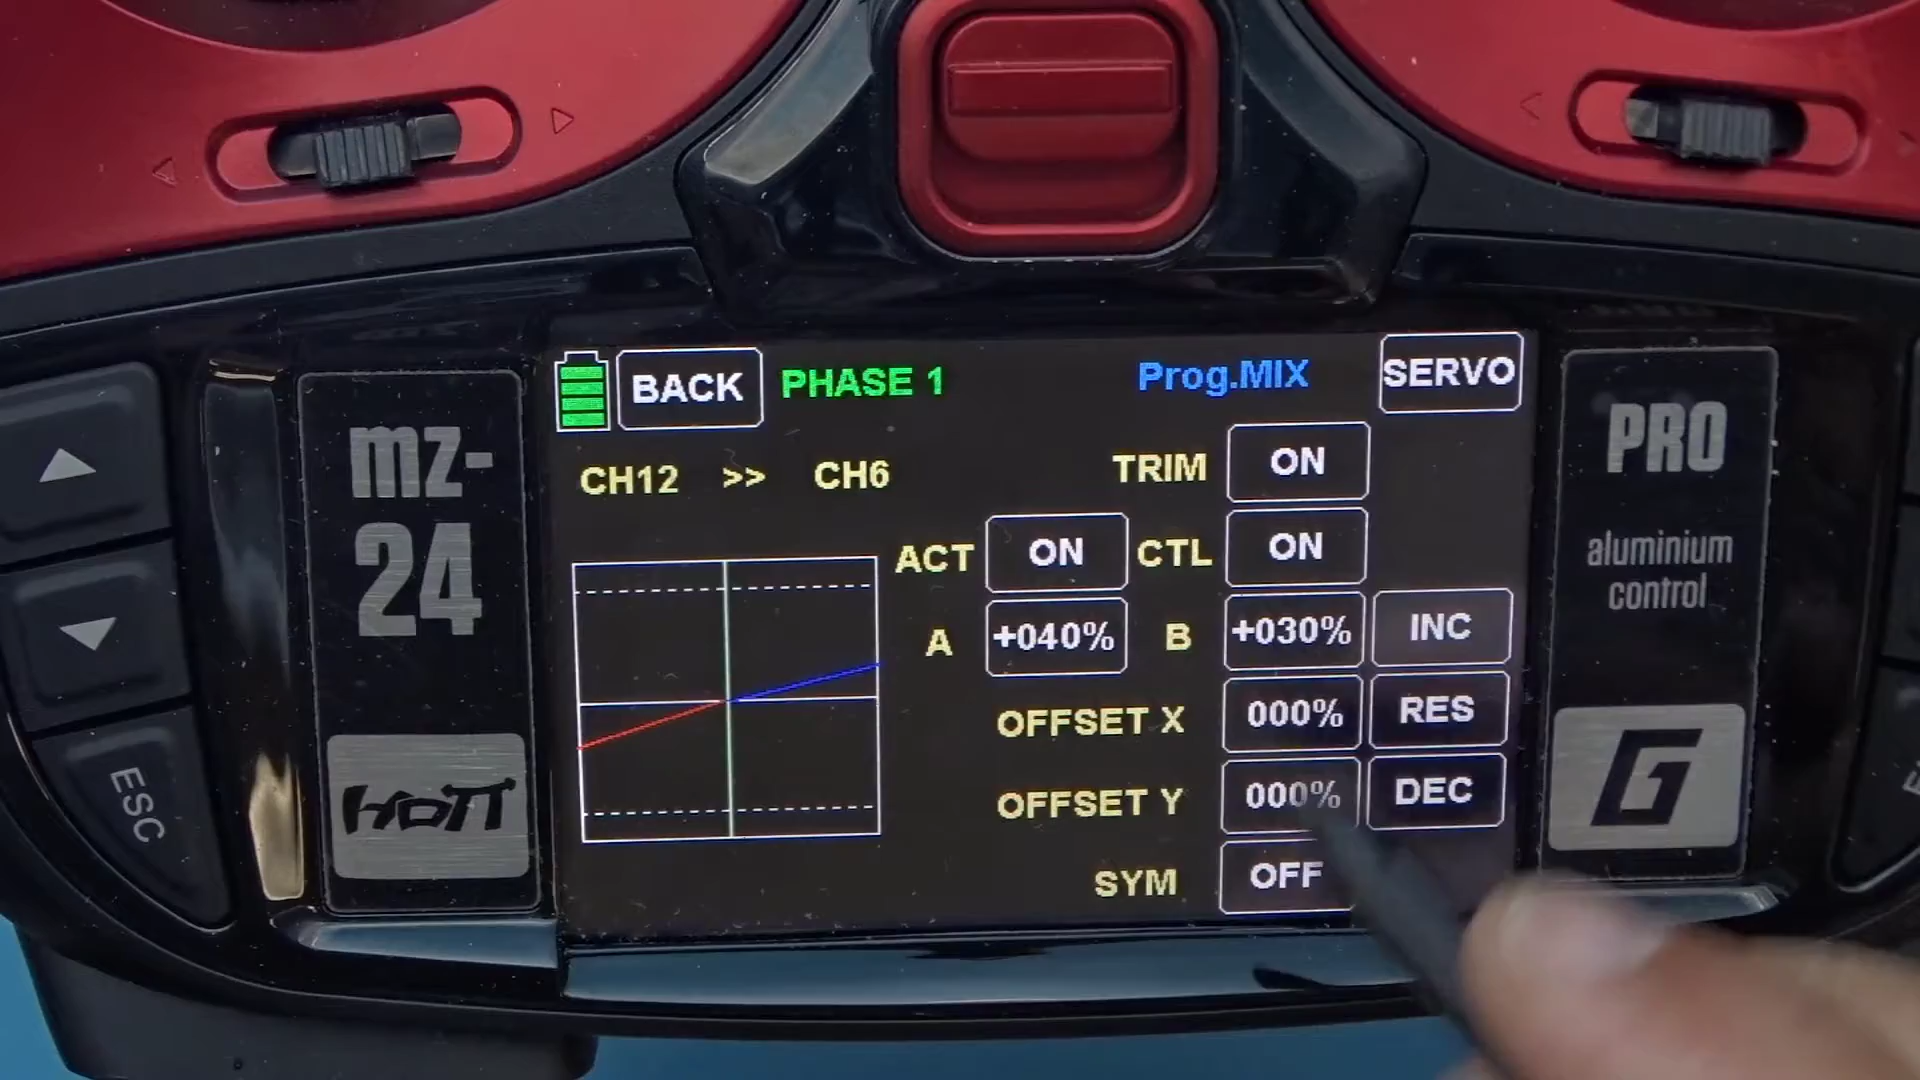 BACK PHASE 1 Prog.MIX SERVO
CH12 >> CH6 TRIM ON
ACT ON CTL ON
A +040% B +030% INC
OFFSET X 000% RES
OFFSET Y 000% DEC
SYM OFF
mz-
24
HOTT
ESC
PRO
aluminium
control
G